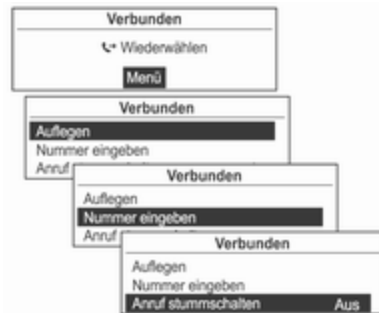 Verbunden
Wiederwählen
Menü
Verbunden
Auflegen
Nummer eingeben
Anruf
Verbunden
Auflegen
Nummer eingeben
Anruf
Verbunden
Auflegen
Nummer eingeben
Anruf stummschalten Aus